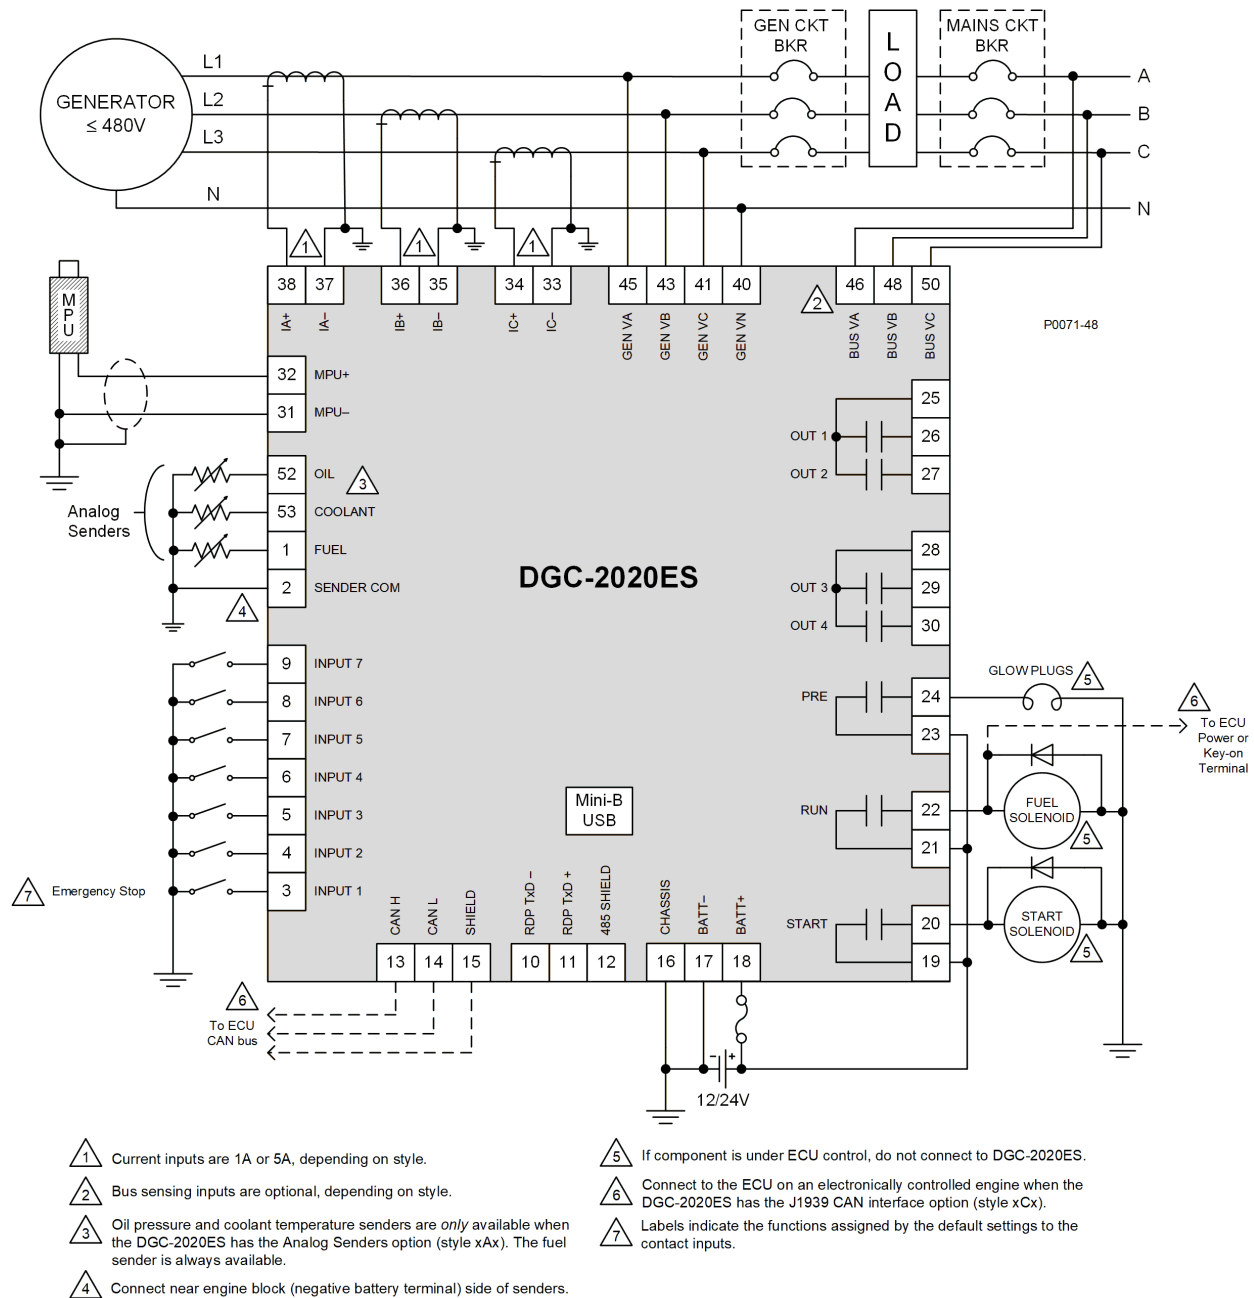 GEN CKT
BKR
MAINS CKT
BKR
LOAD
GENERATOR
≤ 480V
L1
L2
L3
N
A
B
C
N
1
1
1
38
37
36
35
34
33
45
43
41
40
2
46
48
50
IA+
IA–
IB+
IB–
IC+
IC–
GEN VA
GEN VB
GEN VC
GEN VN
BUS VA
BUS VB
BUS VC
P0071-48
MPU
32
MPU+
31
MPU–
52
OIL
3
53
COOLANT
1
FUEL
2
SENDER COM
4
Analog
Senders
25
OUT 1
26
OUT 2
27
28
OUT 3
29
OUT 4
30
DGC-2020ES
9
INPUT 7
8
INPUT 6
7
INPUT 5
6
INPUT 4
5
INPUT 3
4
INPUT 2
3
INPUT 1
7
Emergency Stop
PRE
24
23
GLOW PLUGS
5
6
To ECU
Power or
Key-on
Terminal
RUN
22
21
FUEL
SOLENOID
5
START
20
19
START
SOLENOID
5
Mini-B
USB
CAN H
CAN L
SHIELD
RDP TxD –
RDP TxD +
485 SHIELD
CHASSIS
BATT–
BATT+
13
14
15
10
11
12
16
17
18
6
To ECU
CAN bus
-
+
12/24V
1
Current inputs are 1A or 5A, depending on style.
2
Bus sensing inputs are optional, depending on style.
3
Oil pressure and coolant temperature senders are only available when
the DGC-2020ES has the Analog Senders option (style xAx). The fuel
sender is always available.
4
Connect near engine block (negative battery terminal) side of senders.
5
If component is under ECU control, do not connect to DGC-2020ES.
6
Connect to the ECU on an electronically controlled engine when the
DGC-2020ES has the J1939 CAN interface option (style xCx).
7
Labels indicate the functions assigned by the default settings to the
contact inputs.